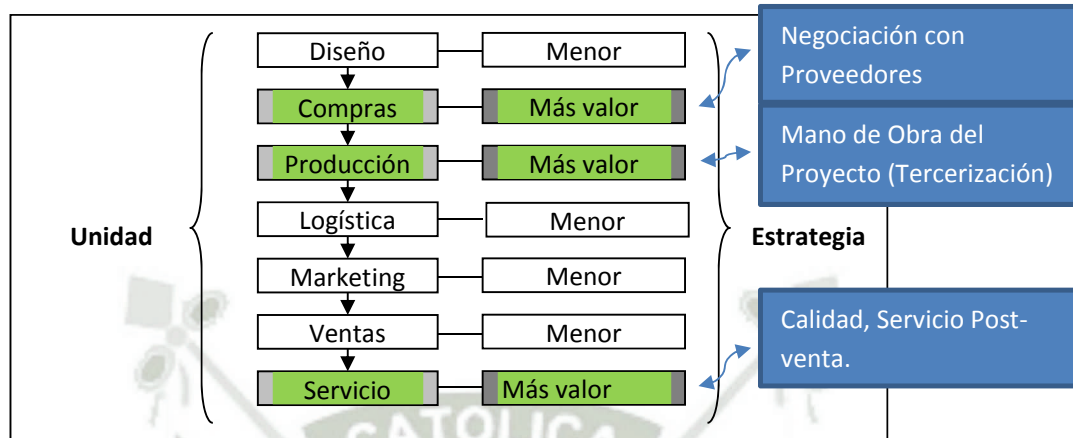 Diseño Menor
Negociación con
Proveedores
Compras Más valor
Producción Más valor
Mano de Obra del
Proyecto (Tercerización)
Logística Menor
Unidad
Estrategia
Marketing Menor
Ventas Menor
Calidad, Servicio Post-
venta.
Servicio Más valor
CATOLICA